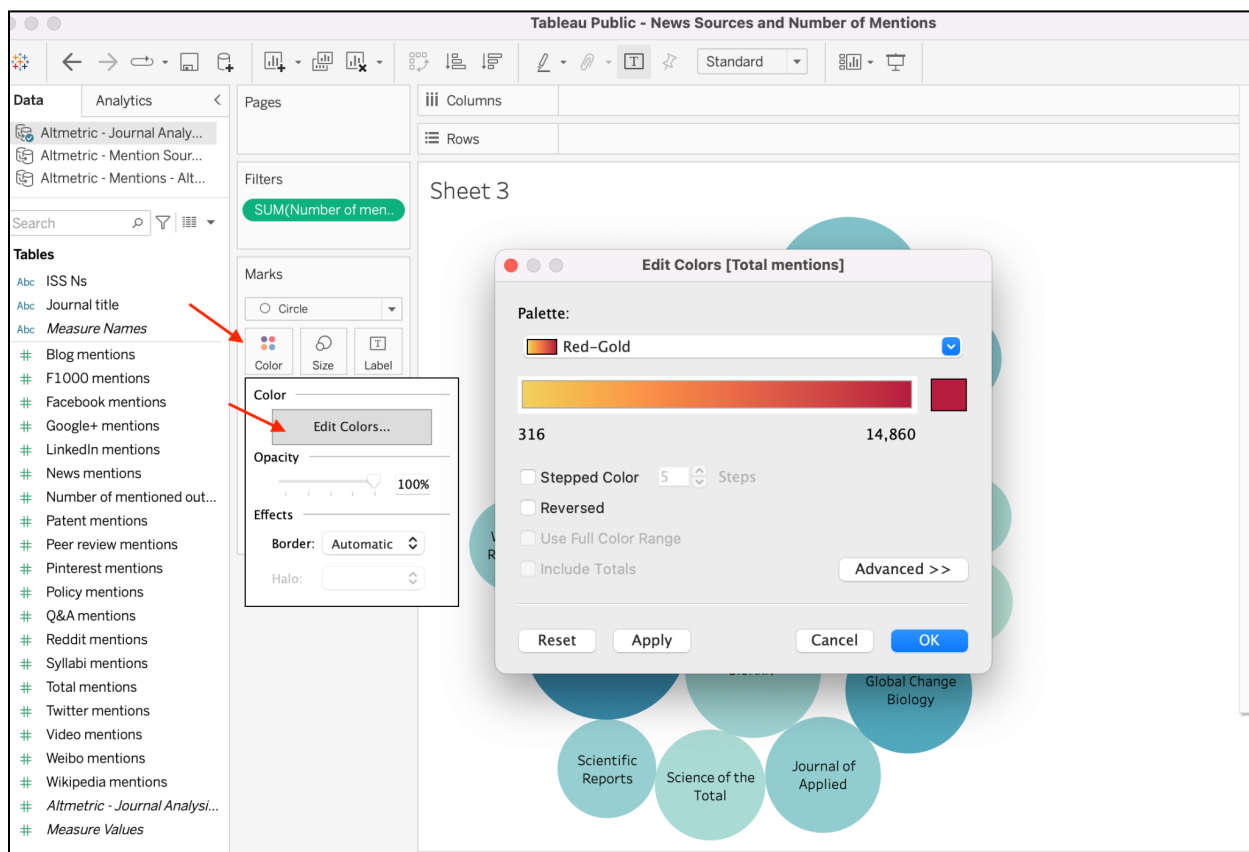 Tableau Public - News Sources and Number of Mentions
Standard
Data
Analytics
Altmetric - Journal Analy...
Altmetric - Mention Sour...
Altmetric - Mentions - Alt...
Search
Tables
Abc ISS Ns
Abc Journal title
Abc Measure Names
# Blog mentions
# F1000 mentions
# Facebook mentions
# Google+ mentions
# LinkedIn mentions
# News mentions
# Number of mentioned out...
# Patent mentions
# Peer review mentions
# Pinterest mentions
# Policy mentions
# Q&A mentions
# Reddit mentions
# Syllabi mentions
# Total mentions
# Twitter mentions
# Video mentions
# Weibo mentions
# Wikipedia mentions
# Altmetric - Journal Analysi...
# Measure Values
Pages
Filters
SUM(Number of men..
Marks
Circle
Color
Size
T
Label
Color
Edit Colors...
Opacity
100%
Effects
Border: Automatic
Halo:
Columns
Rows
Sheet 3
Edit Colors [Total mentions]
Palette:
Red-Gold
316
14,860
Stepped Color 5 Steps
Reversed
Use Full Color Range
Include Totals
Advanced >>
Reset
Apply
Cancel
OK
Global Change
Biology
Scientific
Reports
Science of the
Total
Journal of
Applied